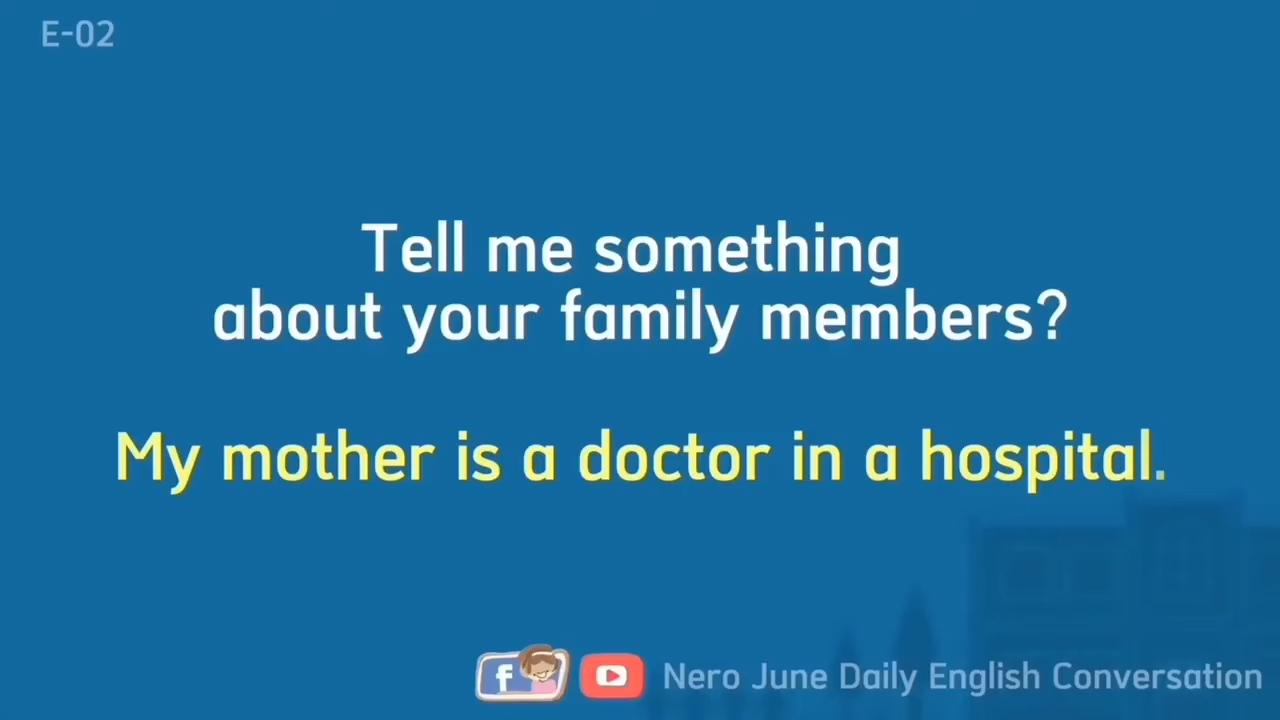 E-02
Tell me something
about your family members?
My mother is a doctor in a hospital.
f
Nero June Daily English Conversation